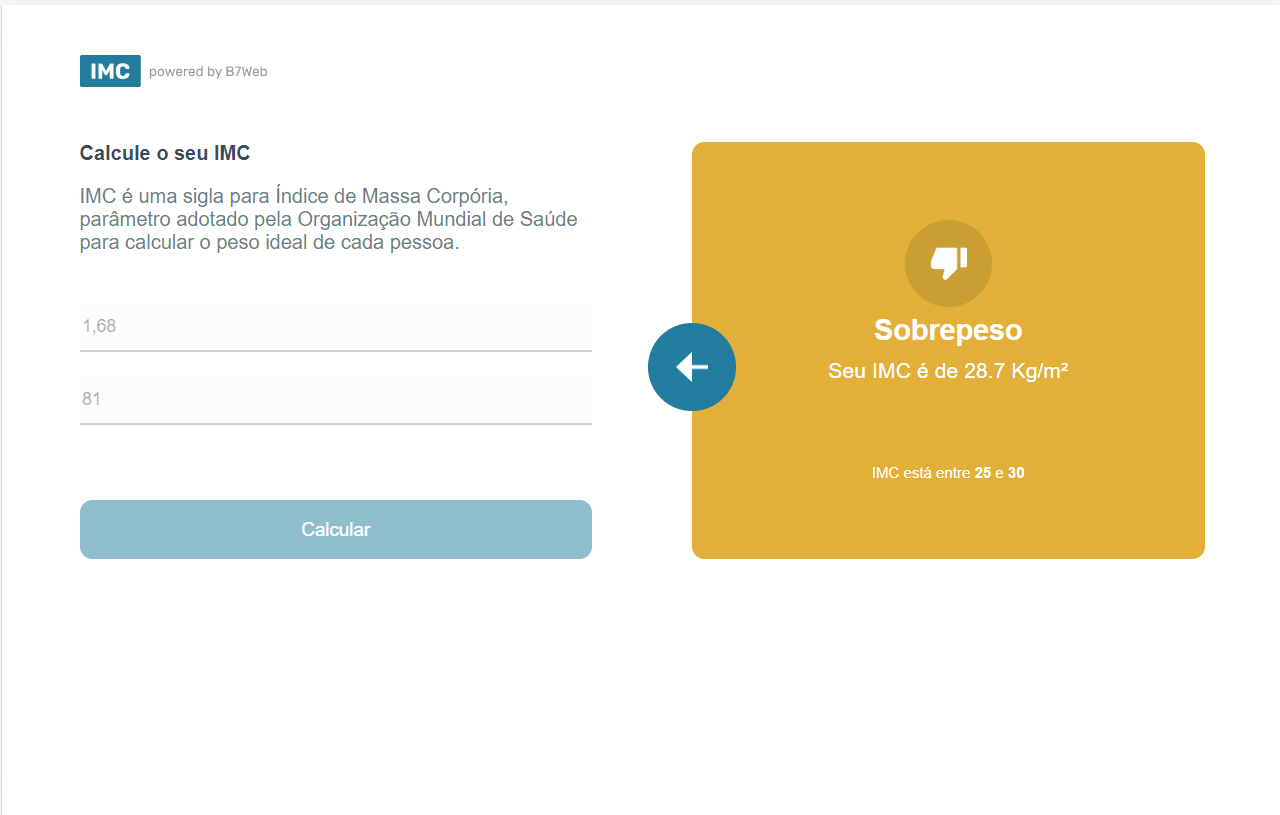 IMC powered by B7Web
Calcule o seu IMC
IMC é uma sigla para Índice de Massa Corpória,
parâmetro adotado pela Organização Mundial de Saúde
para calcular o peso ideal de cada pessoa.
1,68
81
Calcular
Sobrepeso
Seu IMC é de 28.7 Kg/m²
IMC está entre 25 e 30